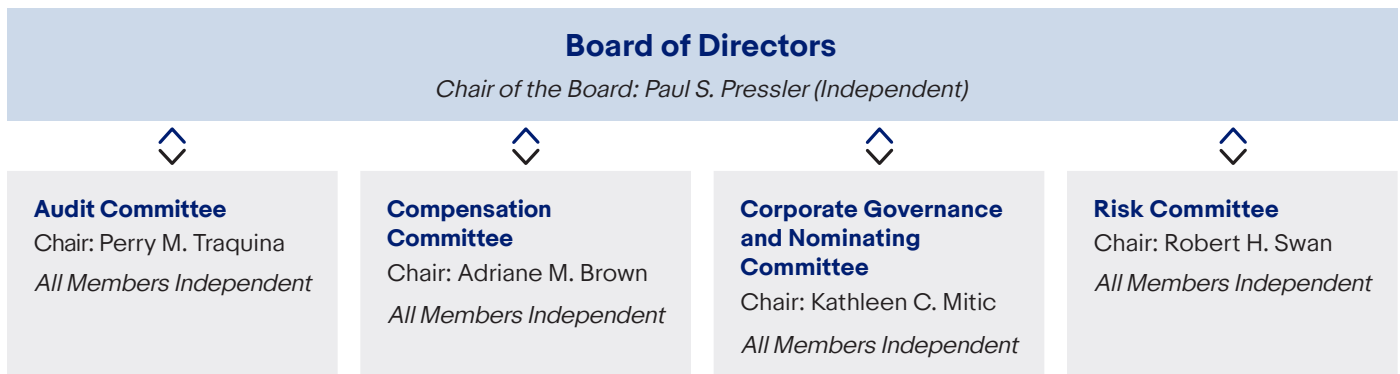 Board of Directors
Chair of the Board: Paul S. Pressler (Independent)
Audit Committee
Chair: Perry M. Traquina
All Members Independent
Compensation
Committee
Chair: Adriane M. Brown
All Members Independent
Corporate Governance
and Nominating
Committee
Chair: Kathleen C. Mitic
All Members Independent
Risk Committee
Chair: Robert H. Swan
All Members Independent